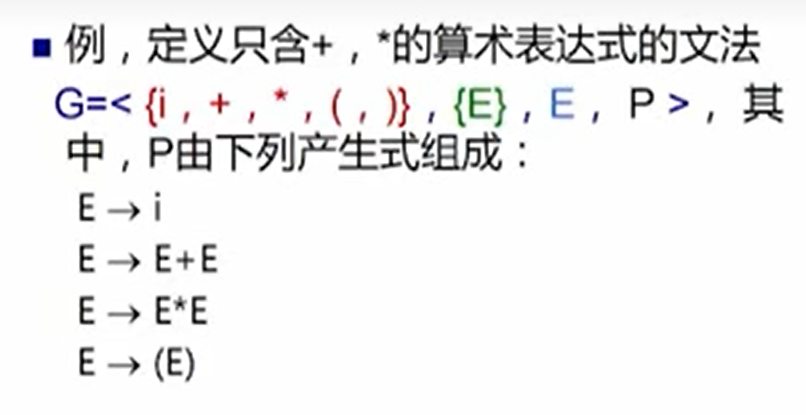 ■ 例，定义只含+，*的算术表达式的文法
G=< {i，+，*，(，)}，{E}，E，P >，其
中，P由下列产生式组成：
E → i
E → E+E
E → E*E
E → (E)